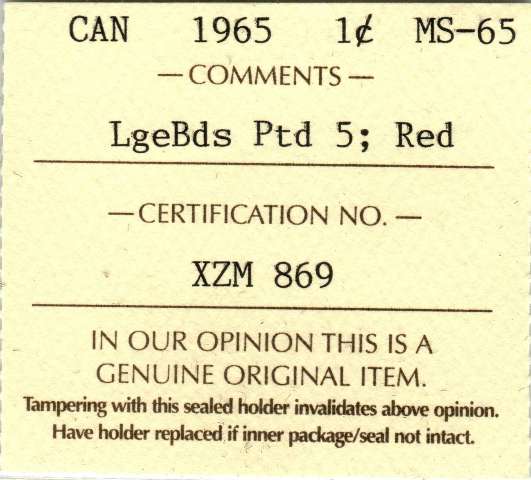 CAN 1965 1¢ MS-65
—COMMENTS—
LgeBds Ptd 5; Red
—CERTIFICATION NO.—
XZM 869
IN OUR OPINION THIS IS A
GENUINE ORIGINAL ITEM.
Tampering with this sealed holder invalidates above opinion.
Have holder replaced if inner package/seal not intact.